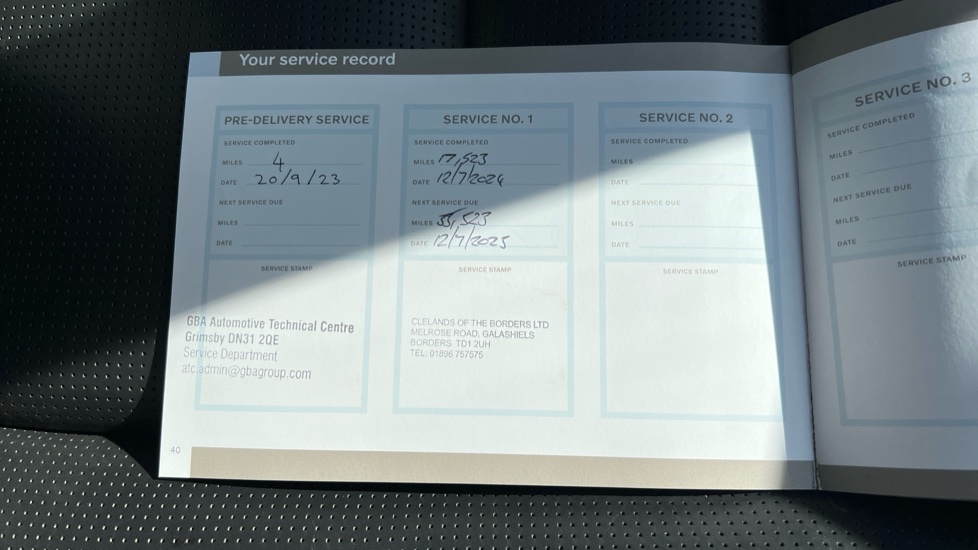 Your service record
PRE-DELIVERY SERVICE
SERVICE COMPLETED
MILES 4
DATE 20/9/23
NEXT SERVICE DUE
MILES
DATE
SERVICE STAMP
GBA Automotive Technical Centre
Grimsby DN31 2QE
Service Department
atc.admin@gbagroup.com
SERVICE NO. 1
SERVICE COMPLETED
MILES 17,523
DATE 12/7/2024
NEXT SERVICE DUE
MILES 35,523
DATE 12/7/2025
SERVICE STAMP
CLELANDS OF THE BORDERS LTD
MELROSE ROAD, GALASHIELS
BORDERS TD1 2UH
TEL: 01896 757575
SERVICE NO. 2
SERVICE COMPLETED
MILES
DATE
NEXT SERVICE DUE
MILES
DATE
SERVICE STAMP
SERVICE NO. 3
SERVICE COMPLETED
MILES
DATE
NEXT SERVICE DUE
MILES
DATE
SERVICE STAMP
40